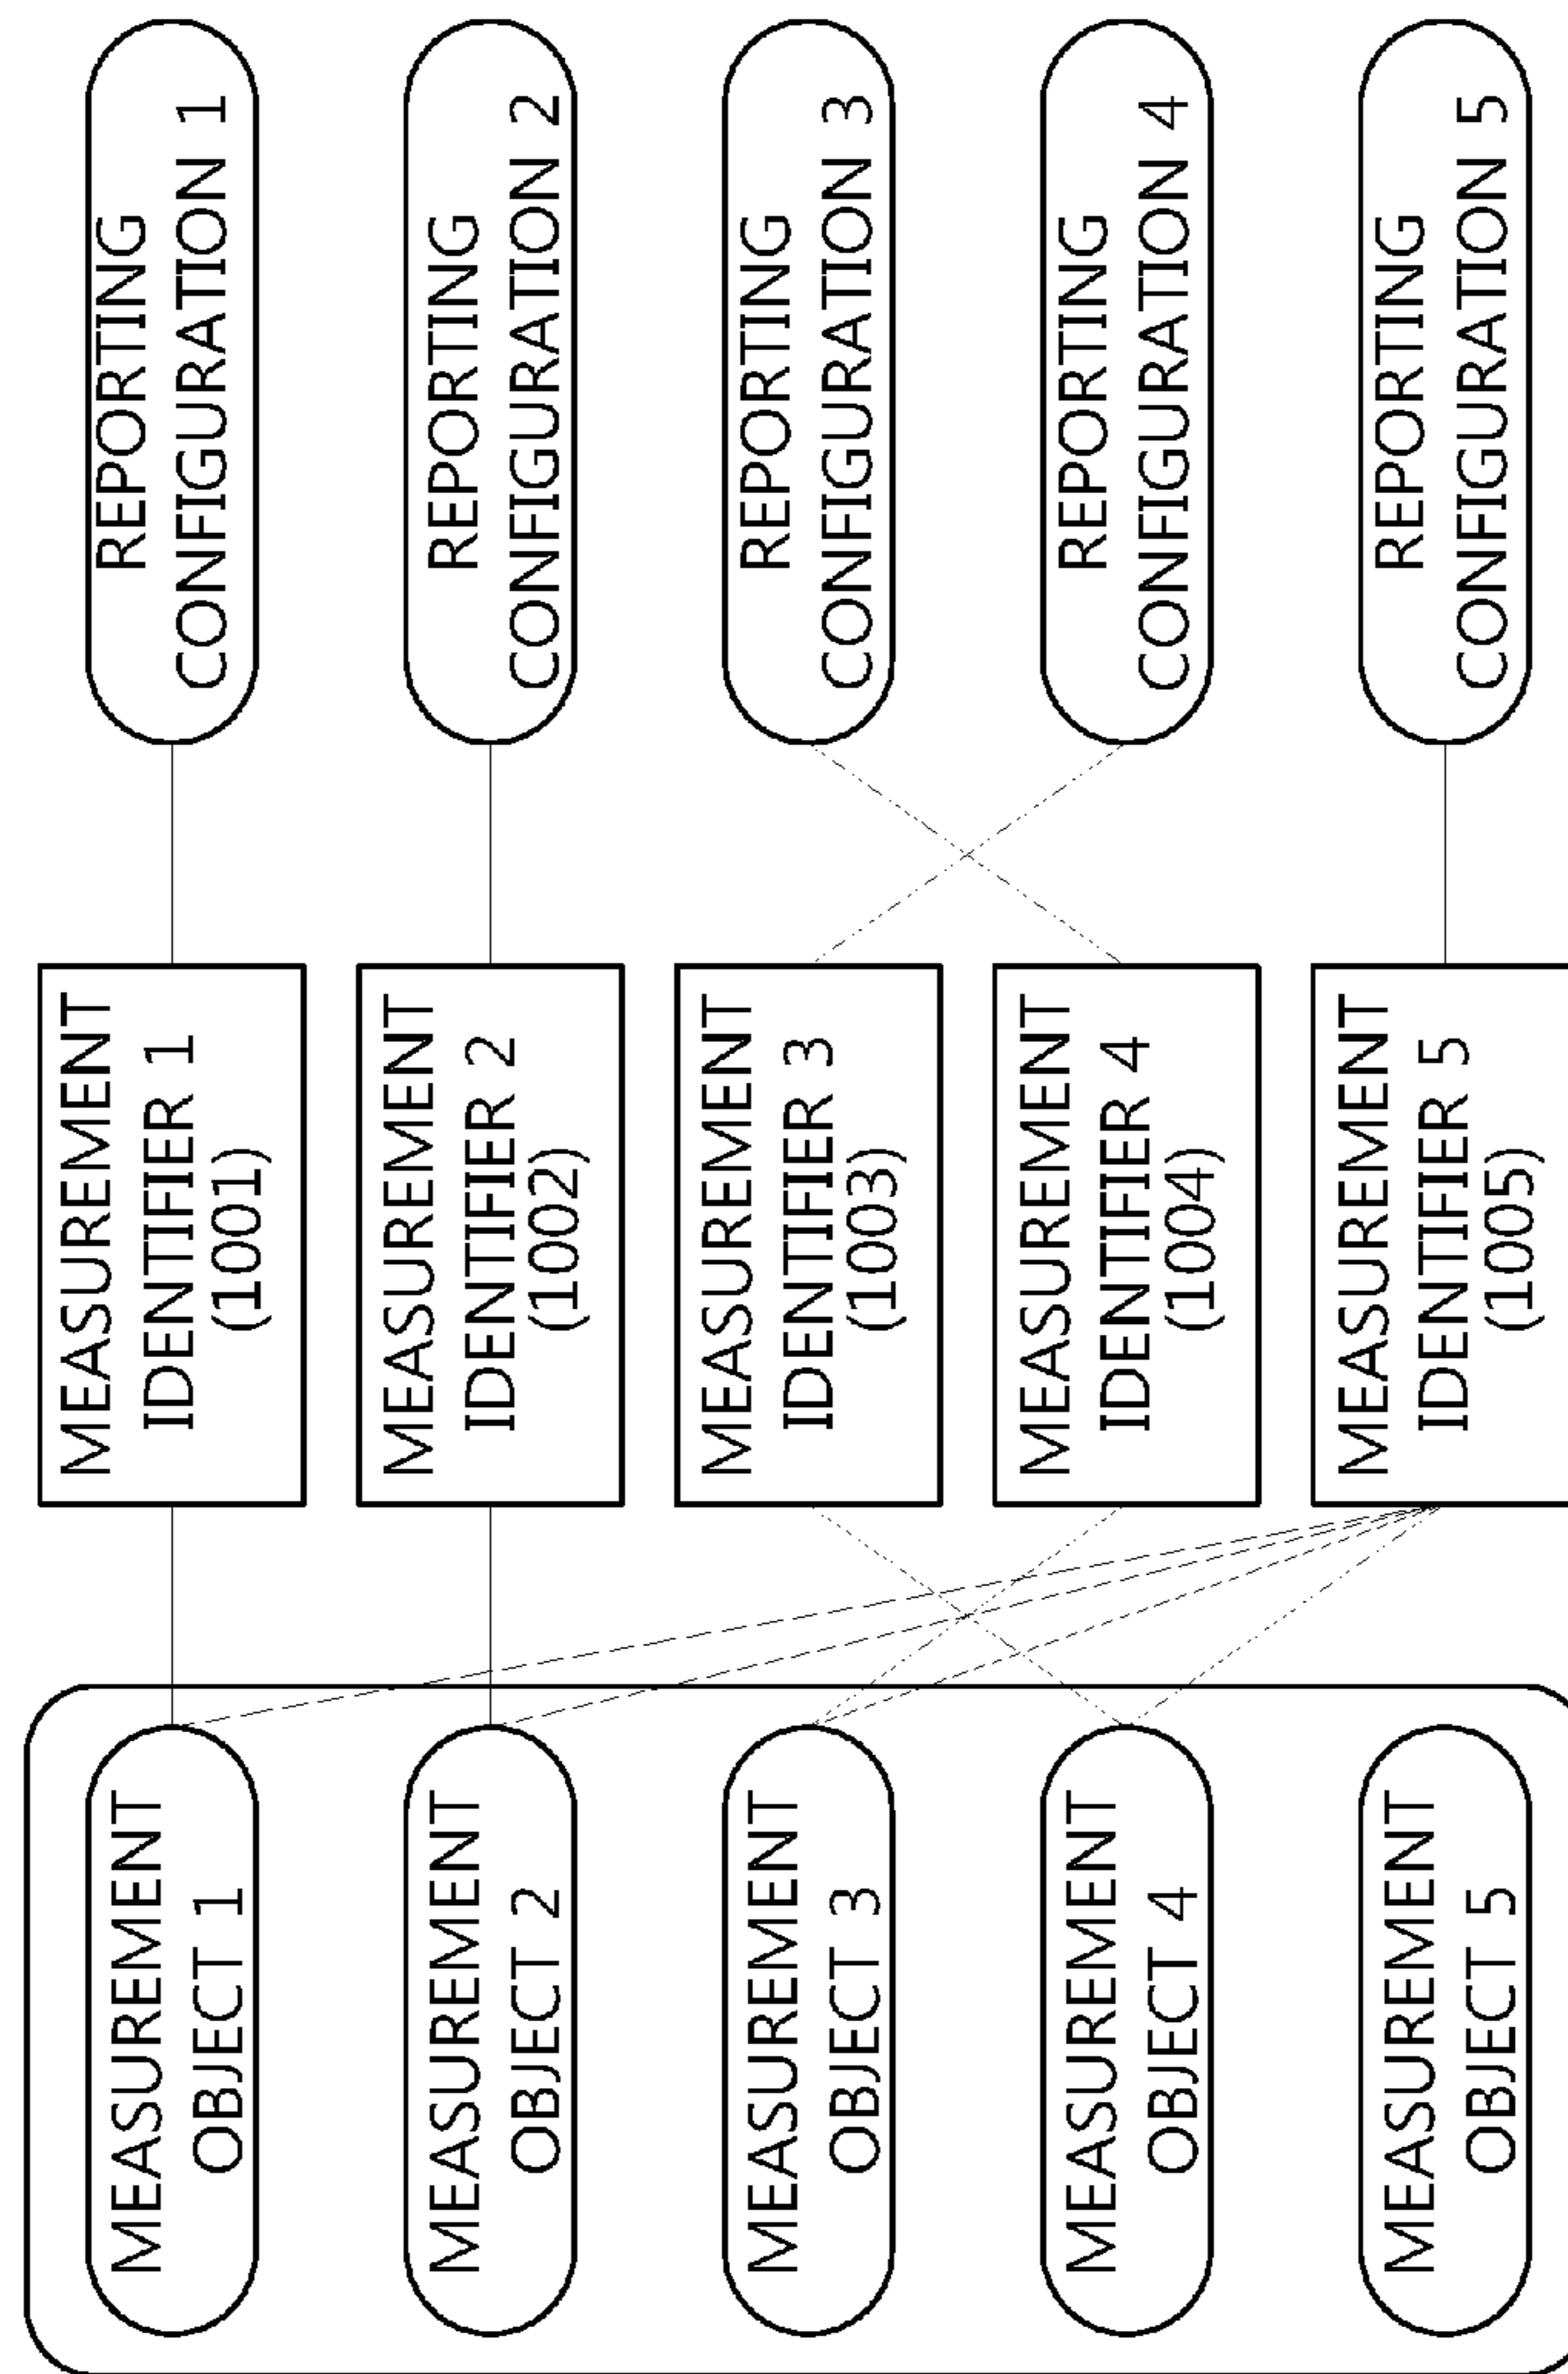 MEASUREMENT
OBJECT 1
MEASUREMENT
IDENTIFIER 1
(1001)
REPORTING
CONFIGURATION 1
MEASUREMENT
OBJECT 2
MEASUREMENT
IDENTIFIER 2
(1002)
REPORTING
CONFIGURATION 2
MEASUREMENT
OBJECT 3
MEASUREMENT
IDENTIFIER 3
(1003)
REPORTING
CONFIGURATION 3
MEASUREMENT
OBJECT 4
MEASUREMENT
IDENTIFIER 4
(1004)
REPORTING
CONFIGURATION 4
MEASUREMENT
OBJECT 5
MEASUREMENT
IDENTIFIER 5
(1005)
REPORTING
CONFIGURATION 5